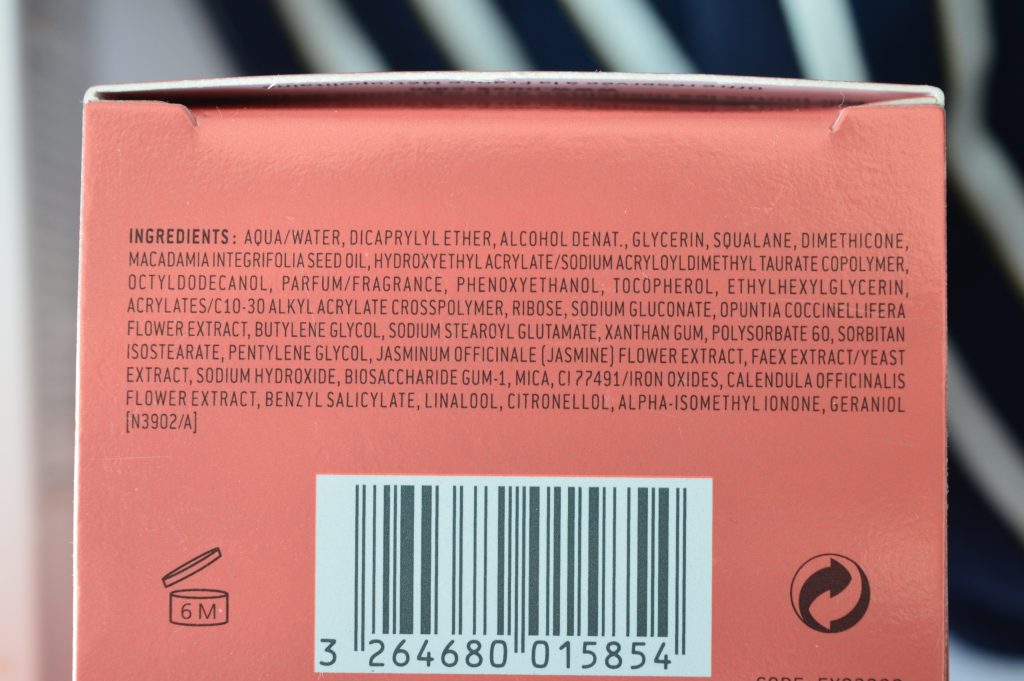 INGREDIENTS: AQUA/WATER, DICAPRYLYL ETHER, ALCOHOL DENAT., GLYCERIN, SQUALANE, DIMETHICONE,
MACADAMIA INTEGRIFOLIA SEED OIL, HYDROXYETHYL ACRYLATE/SODIUM ACRYLOYLDIMETHYL TAURATE COPOLYMER,
OCTYLDODECANOL, PARFUM/FRAGRANCE, PHENOXYETHANOL, TOCOPHEROL, ETHYLHEXYLGLYCERIN,
ACRYLATES/C10-30 ALKYL ACRYLATE CROSSPOLYMER, RIBOSE, SODIUM GLUCONATE, OPUNTIA COCCINELLIFERA
FLOWER EXTRACT, BUTYLENE GLYCOL, SODIUM STEAROYL GLUTAMATE, XANTHAN GUM, POLYSORBATE 60, SORBITAN
ISOSTEARATE, PENTYLENE GLYCOL, JASMINUM OFFICINALE (JASMINE) FLOWER EXTRACT, FAEX EXTRACT/YEAST
EXTRACT, SODIUM HYDROXIDE, BIOSACCHARIDE GUM-1, MICA, CI 77491/IRON OXIDES, CALENDULA OFFICINALIS
FLOWER EXTRACT, BENZYL SALICYLATE, LINALOOL, CITRONELLOL, ALPHA-ISOMETHYL IONONE, GERANIOL
[N3902/A]
6 M
3 264680 015854